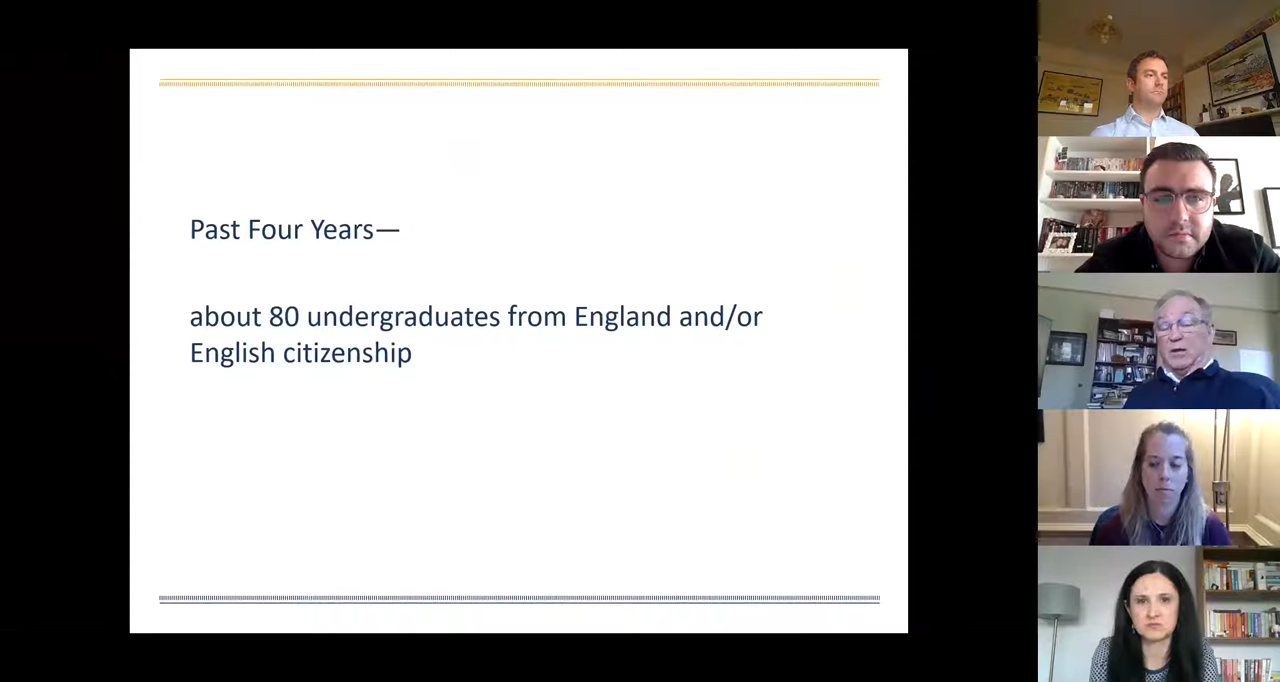 Past Four Years—
about 80 undergraduates from England and/or
English citizenship